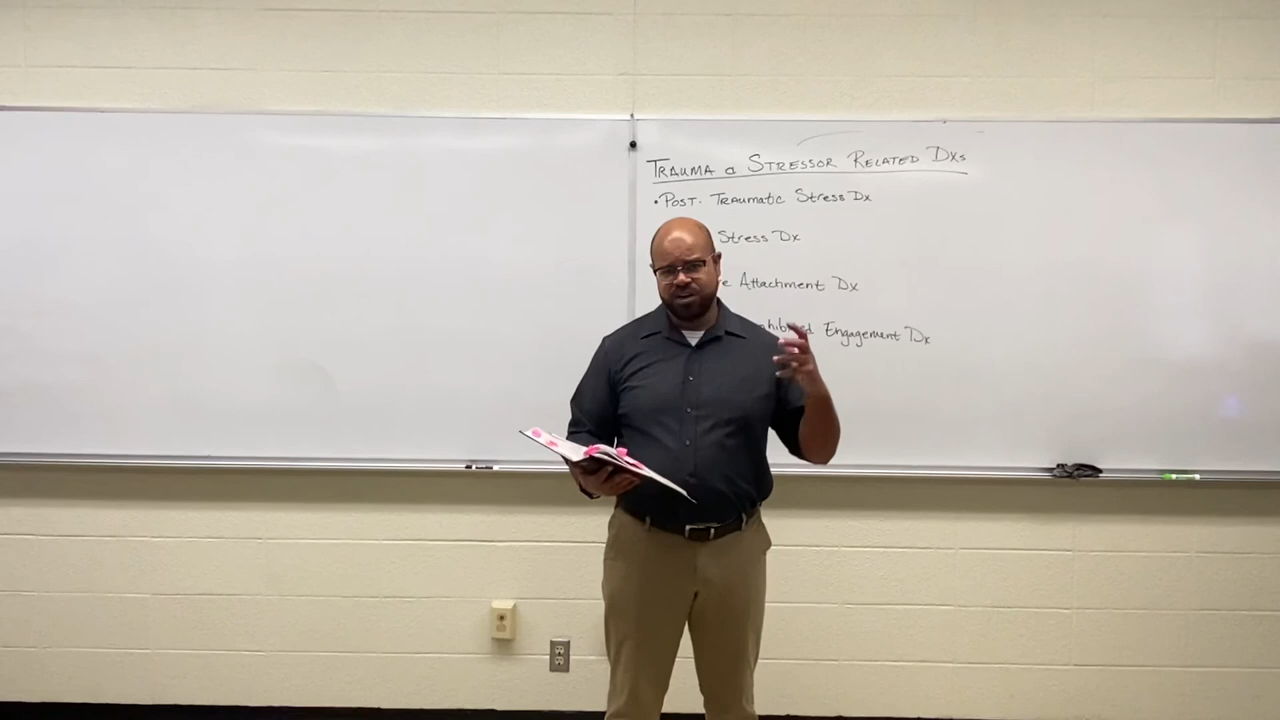 TRAUMA a STRESSOR RELATED DXs
• POST. TRAUMATIC STRESS Dx
Stress Dx
Attachment Dx
Engagement Dx